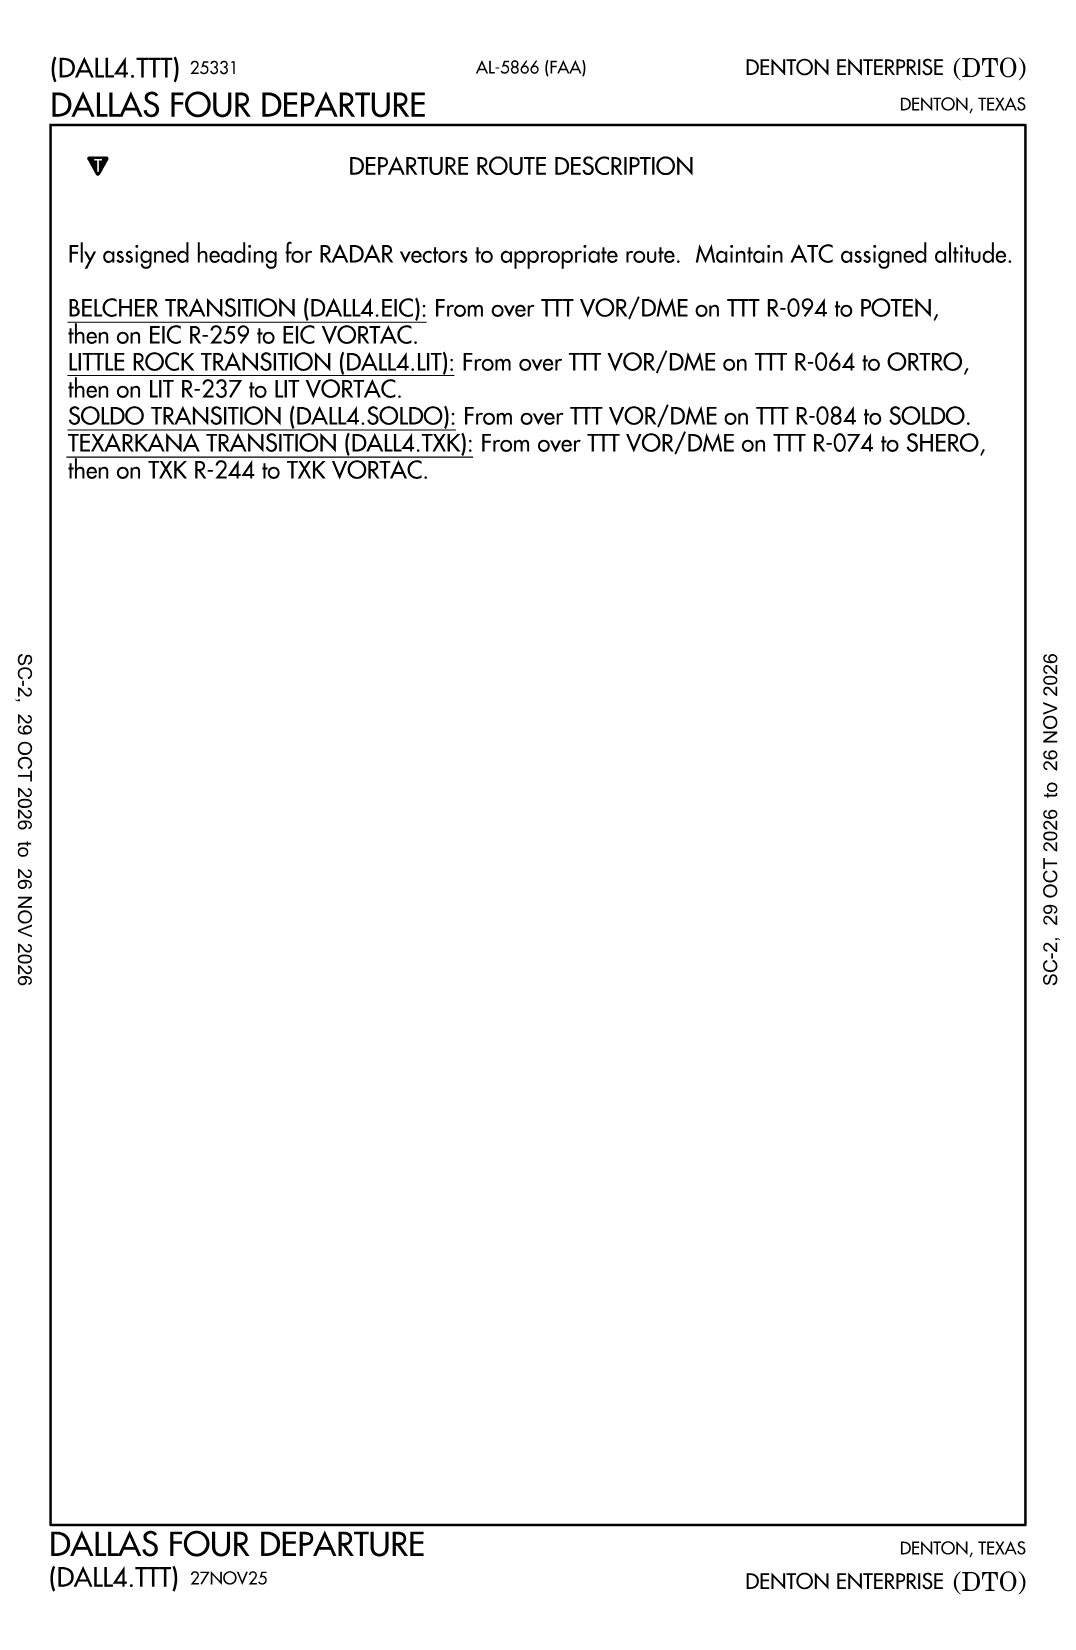 (DALL4.TTT) 25331
AL-5866 (FAA)
DENTON ENTERPRISE (DTO)
DALLAS FOUR DEPARTURE
DENTON, TEXAS
T
DEPARTURE ROUTE DESCRIPTION
Fly assigned heading for RADAR vectors to appropriate route. Maintain ATC assigned altitude.
BELCHER TRANSITION (DALL4.EIC): From over TTT VOR/DME on TTT R-094 to POTEN,
then on EIC R-259 to EIC VORTAC.
LITTLE ROCK TRANSITION (DALL4.LIT): From over TTT VOR/DME on TTT R-064 to ORTRO,
then on LIT R-237 to LIT VORTAC.
SOLDO TRANSITION (DALL4.SOLDO): From over TTT VOR/DME on TTT R-084 to SOLDO.
TEXARKANA TRANSITION (DALL4.TXK): From over TTT VOR/DME on TTT R-074 to SHERO,
then on TXK R-244 to TXK VORTAC.
SC-2, 29 OCT 2026 to 26 NOV 2026
SC-2, 29 OCT 2026 to 26 NOV 2026
DALLAS FOUR DEPARTURE
DENTON, TEXAS
(DALL4.TTT) 27NOV25
DENTON ENTERPRISE (DTO)